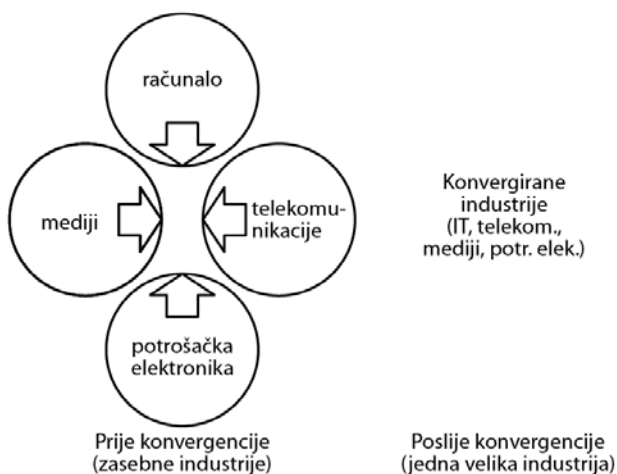 računalo
mediji
telekomu-
nikacije
potrošačka
elektronika
Prije konvergencije
(zasebne industrije)
Konvergirane
industrije
(IT, telekom.,
mediji, potr. elek.)
Poslije konvergencije
(jedna velika industrija)